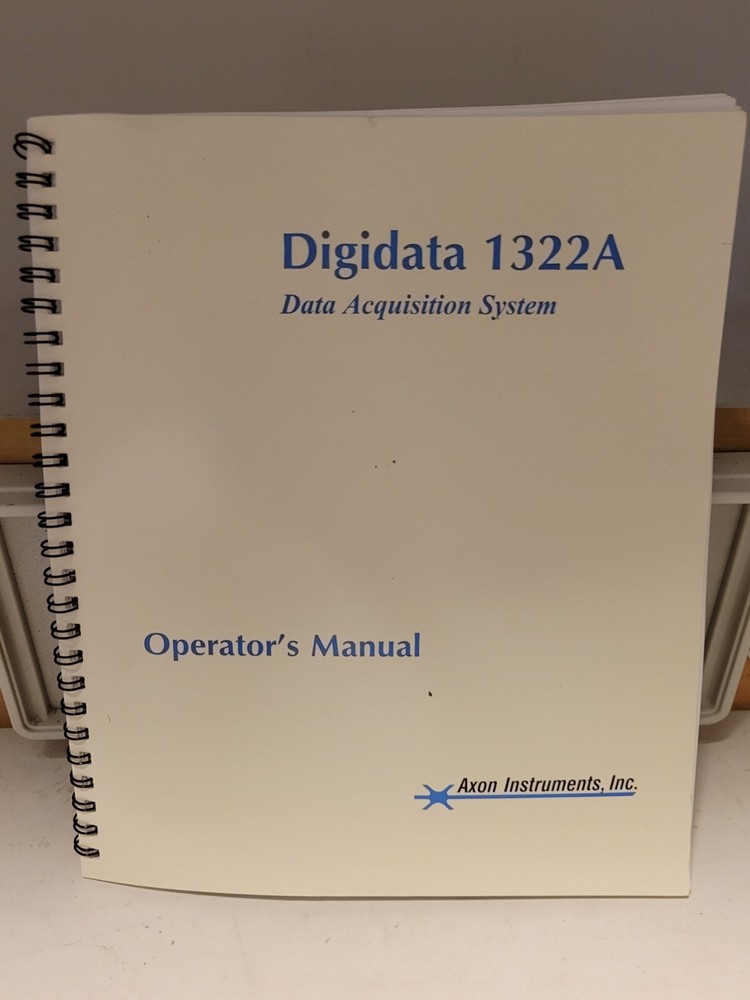 Digidata 1322A
Data Acquisition System
Operator's Manual
Axon Instruments, Inc.